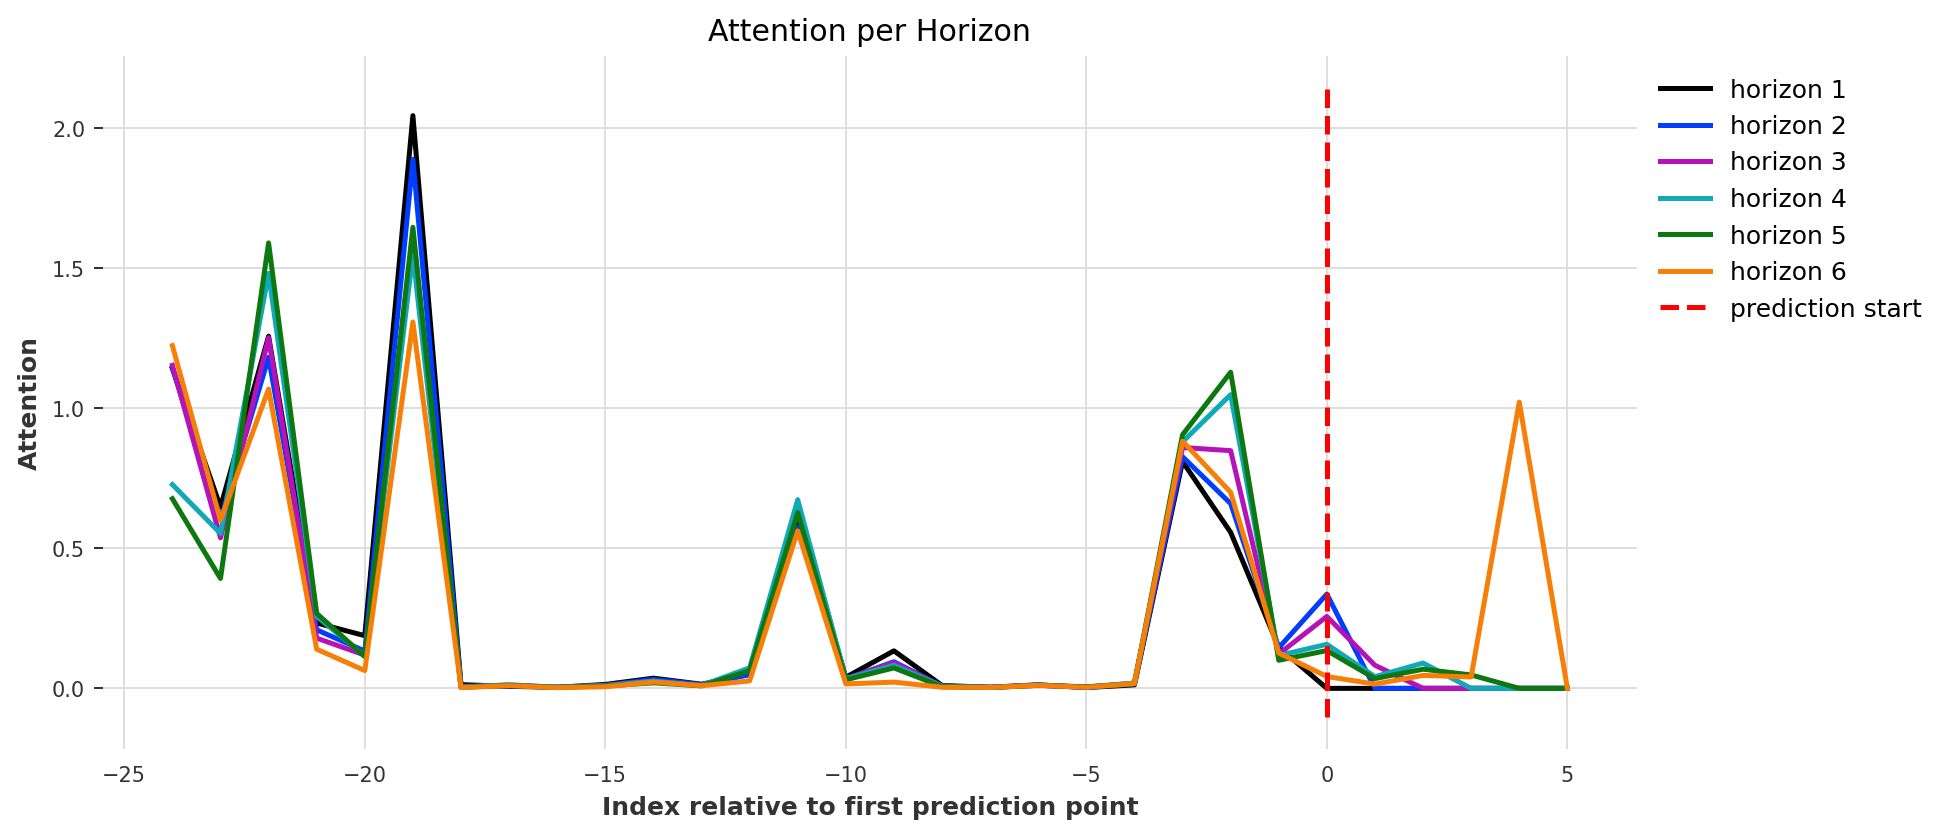 Attention per Horizon
horizon 1
horizon 2
horizon 3
horizon 4
horizon 5
horizon 6
prediction start
Attention
2.0
1.5
1.0
0.5
0.0
−25
−20
−15
−10
−5
0
5
Index relative to first prediction point